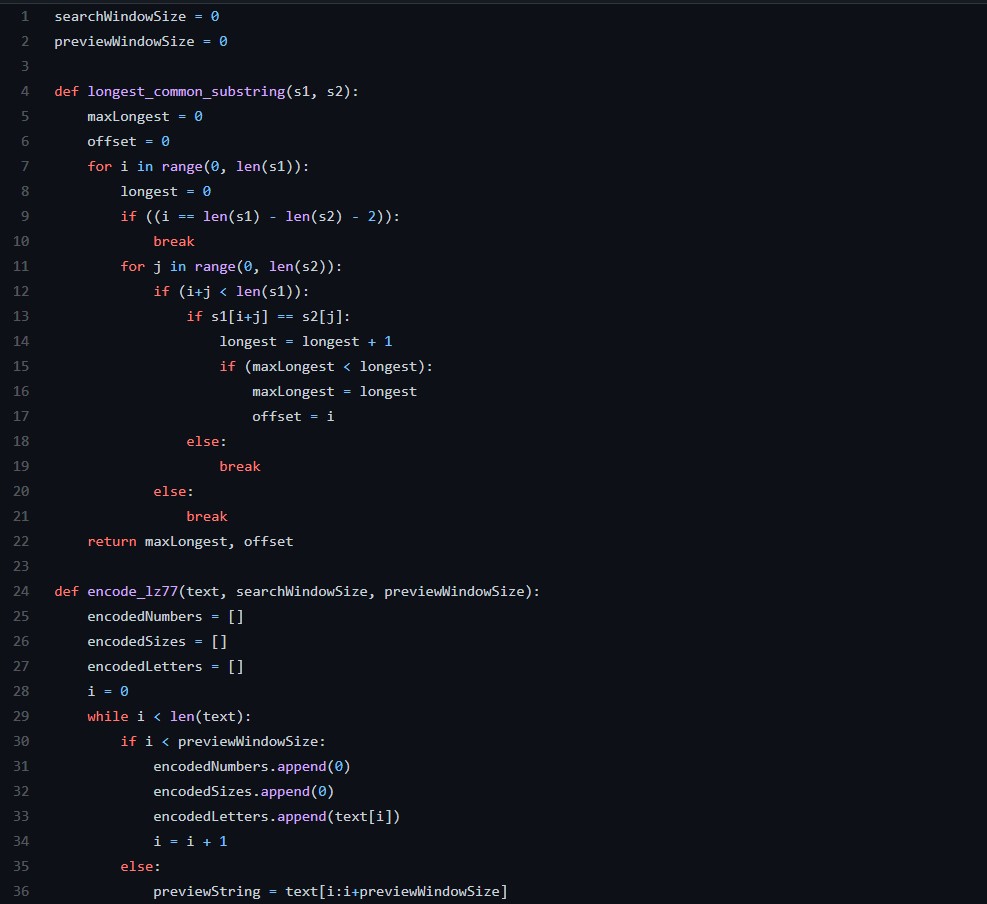 1 searchWindowSize = 0
2 previewWindowSize = 0
3
4 def longest_common_substring(s1, s2):
5     maxLongest = 0
6     offset = 0
7     for i in range(0, len(s1)):
8         longest = 0
9         if ((i == len(s1) - len(s2) - 2)):
10             break
11         for j in range(0, len(s2)):
12             if (i+j < len(s1)):
13                 if s1[i+j] == s2[j]:
14                     longest = longest + 1
15                     if (maxLongest < longest):
16                         maxLongest = longest
17                         offset = i
18                 else:
19                     break
20             else:
21                 break
22     return maxLongest, offset
23
24 def encode_lz77(text, searchWindowSize, previewWindowSize):
25     encodedNumbers = []
26     encodedSizes = []
27     encodedLetters = []
28     i = 0
29     while i < len(text):
30         if i < previewWindowSize:
31             encodedNumbers.append(0)
32             encodedSizes.append(0)
33             encodedLetters.append(text[i])
34             i = i + 1
35         else:
36             previewString = text[i:i+previewWindowSize]